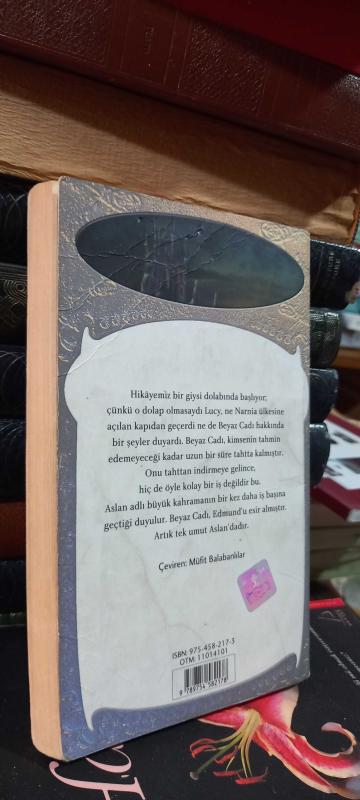 Hikâyemiz bir giysi dolabında başlıyor;
çünkü o dolap olmasaydı Lucy, ne Narnia ülkesine
açılan kapıdan geçerdi ne de Beyaz Cadı hakkında
bir şeyler duyardı. Beyaz Cadı, kimsenin tahmin
edemeyeceği kadar uzun bir süre tahtta kalmıştır.
Onu tahttan indirmeye gelince,
hiç de öyle kolay bir iş değildir bu.
Aslan adlı büyük kahramanın bir kez daha iş başına
geçtiği duyulur. Beyaz Cadı, Edmund'u esir almıştır.
Artık tek umut Aslan'dadır.
Çeviren: Müfit Balabanlılar
ISBN: 975-458-217-3
OTM: 11014101
9 789754 582178